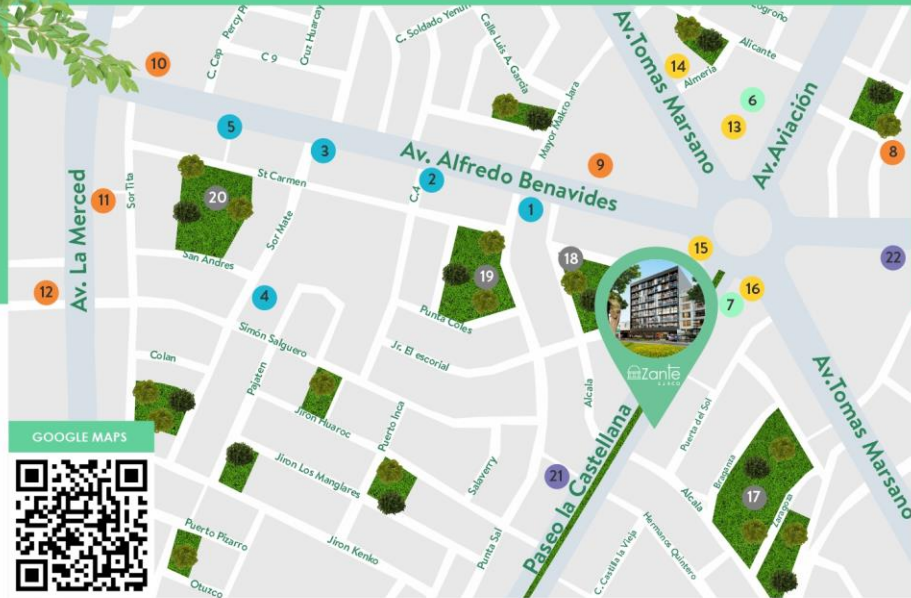 Percy P
C. Cap
C 9
Cruz Huarcay
C. Soldado Yenu
Calle Luis A. García
Mayor Makro Jara
Av. Tomas Marsano
Logroño
Alicante
Almería
Av. Aviación
10
14
6
13
5
3
9
8
2
Av. Alfredo Benavides
C.4
1
St Carmen
Sor Tita
11
20
Sor Mate
San Andres
Av. La Merced
12
4
19
18
15
22
16
7
Zante
SURCO
Punta Coles
Simón Salguero
Jr. El escorial
Colan
Pajaten
Jiron Huaroc
Puerto Inca
Alcala
Paseo la Castellana
Puerta del Sol
Av. Tomas Marsano
GOOGLE MAPS
Jiron Los Manglares
Salaverry
21
Braganza
17
Zaragoza
Alcala
Puerto Pizarro
Jiron Kenko
Punta Sal
Hermanos Quintero
C. Castilla la Vieja
Otuzco